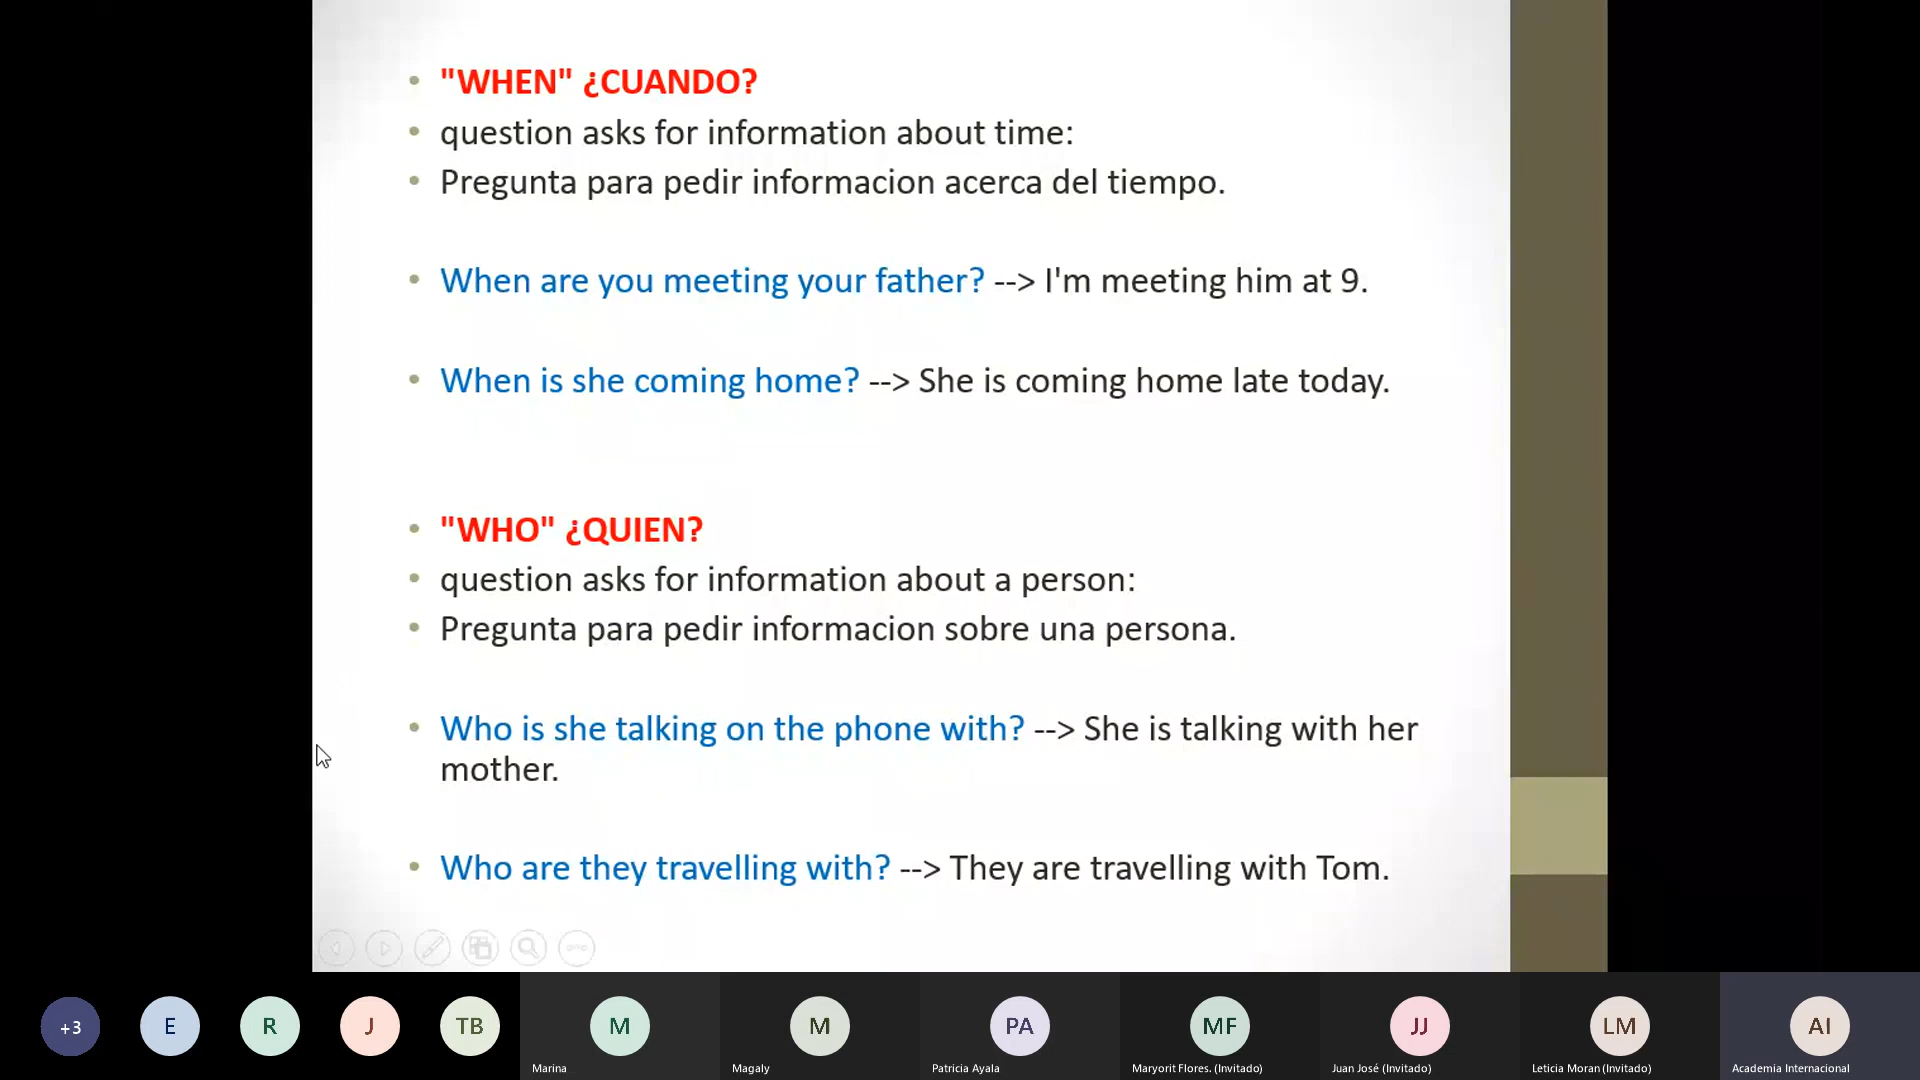 "WHEN" ¿CUANDO?
question asks for information about time:
Pregunta para pedir informacion acerca del tiempo.
When are you meeting your father? --> I'm meeting him at 9.
When is she coming home? --> She is coming home late today.
"WHO" ¿QUIEN?
question asks for information about a person:
Pregunta para pedir informacion sobre una persona.
Who is she talking on the phone with? --> She is talking with her
mother.
Who are they travelling with? --> They are travelling with Tom.
+3
E
R
J
TB
M
M
PA
MF
JJ
LM
AI
Marina
Magaly
Patricia Ayala
Maryorit Flores. (Invitado)
Juan José (Invitado)
Leticia Moran (Invitado)
Academia Internacional